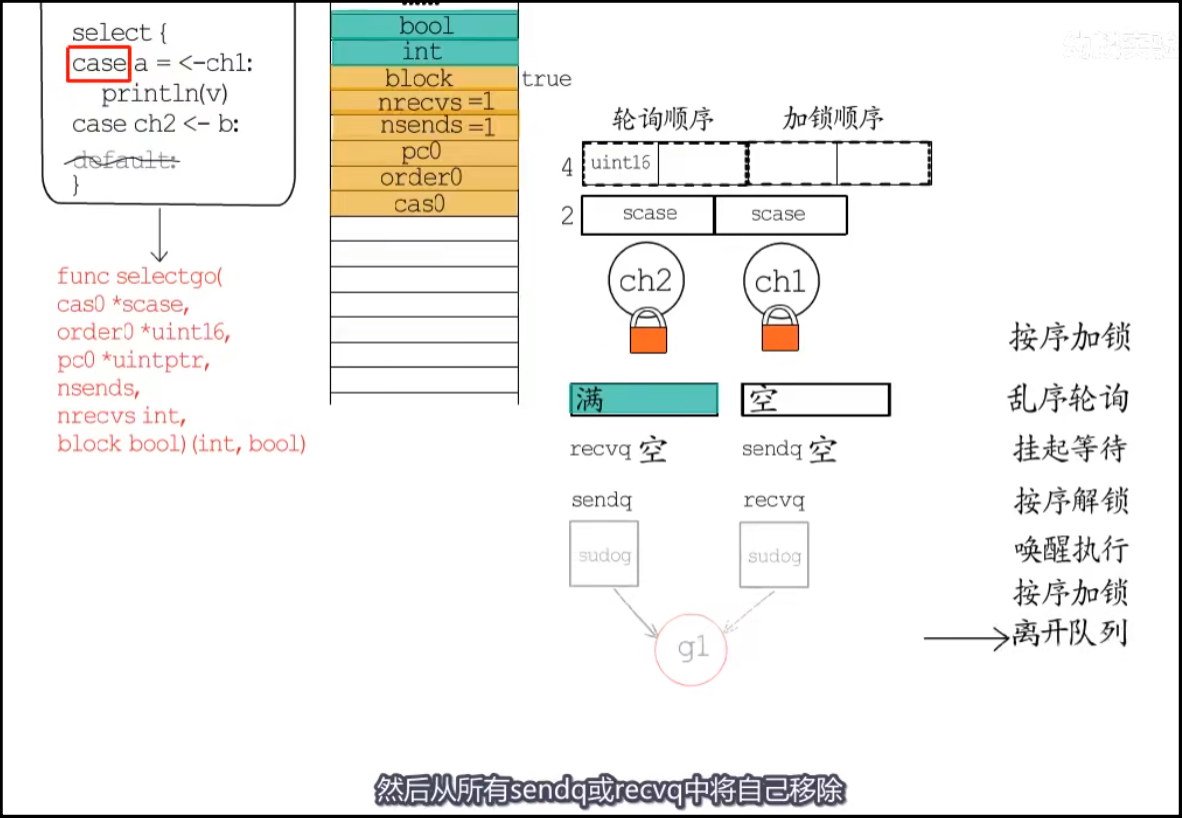 select {
case a = <-ch1:
println(v)
case ch2 <- b:
default:
}
func selectgo(
cas0 *scase,
order0 *uint16,
pc0 *uintptr,
nsends,
nrecvs int,
block bool) (int, bool)
bool
int
block true
nrecvs =1
nsends =1
pc0
order0
cas0
轮询顺序 加锁顺序
4 uint16
2 scase scase
ch2 ch1
满 空
recvq 空 sendq 空
sendq recvq
sudog sudog
g1
按序加锁
乱序轮询
挂起等待
按序解锁
唤醒执行
按序加锁
离开队列
然后从所有sendq或recvq中将自己移除